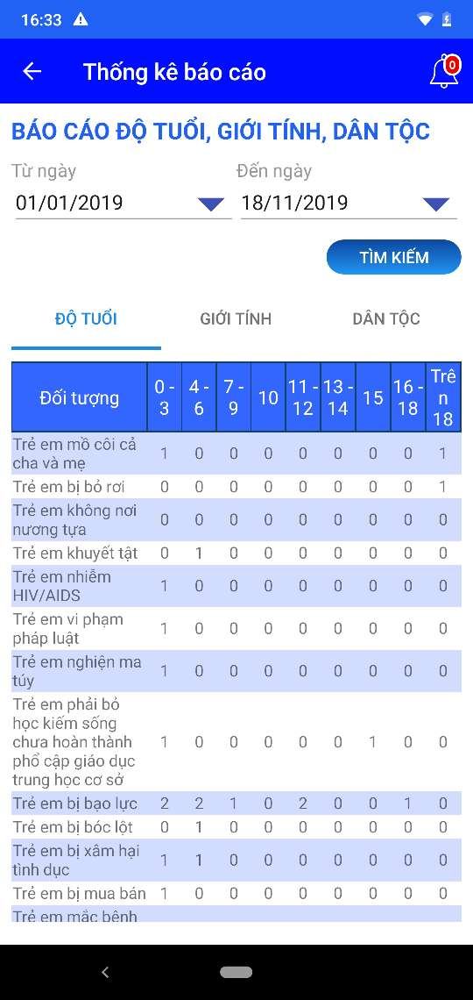 16:33
Thống kê báo cáo
0
BÁO CÁO ĐỘ TUỔI, GIỚI TÍNH, DÂN TỘC
Từ ngày Đến ngày
01/01/2019 18/11/2019
TÌM KIẾM
ĐỘ TUỔI GIỚI TÍNH DÂN TỘC
Đối tượng 0 - 3 4 - 6 7 - 9 10 11 - 12 13 - 14 15 16 - 18 Trên 18
Trẻ em mồ côi cả
cha và mẹ 1 0 0 0 0 0 0 0 1
Trẻ em bị bỏ rơi 0 0 0 0 0 0 0 0 1
Trẻ em không nơi
nương tựa 0 0 0 0 0 0 0 0 0
Trẻ em khuyết tật 0 1 0 0 0 0 0 0 0
Trẻ em nhiễm
HIV/AIDS 1 0 0 0 0 0 0 0 0
Trẻ em vi phạm
pháp luật 1 0 0 0 0 0 0 0 0
Trẻ em nghiện ma
túy 1 0 0 0 0 0 0 0 0
Trẻ em phải bỏ
học kiếm sống
chưa hoàn thành 1 0 0 0 0 0 1 0 0
phổ cập giáo dục
trung học cơ sở
Trẻ em bị bạo lực 2 2 1 0 2 0 0 1 0
Trẻ em bị bóc lột 0 1 0 0 0 0 0 0 0
Trẻ em bị xâm hại
tình dục 1 1 0 0 0 0 0 0 0
Trẻ em bị mua bán 1 0 0 0 0 0 0 0 0
Trẻ em mắc bệnh